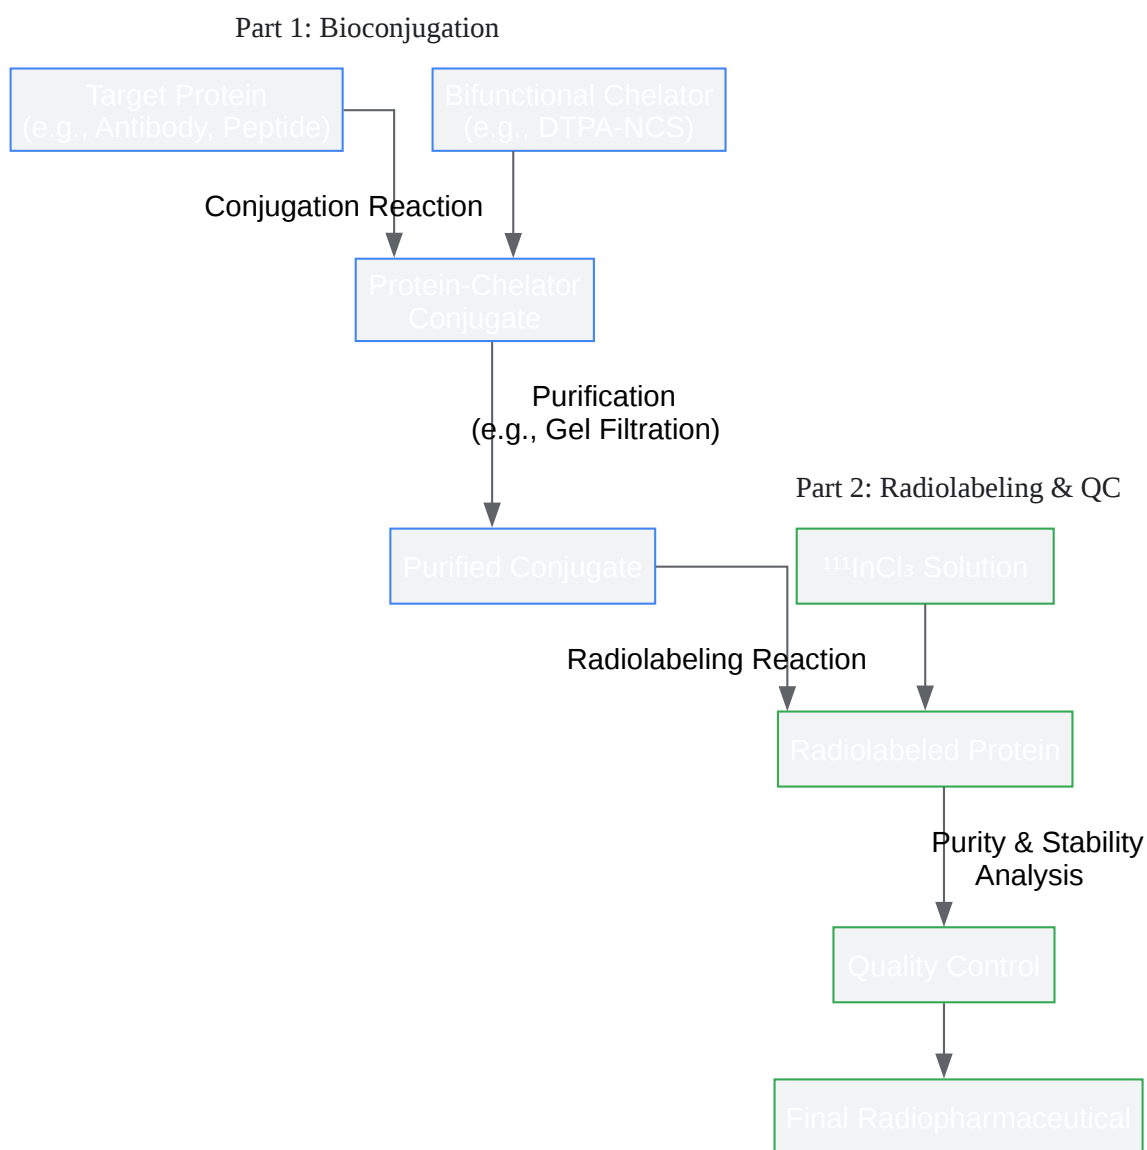 Part 1: Bioconjugation
Target Protein
(e.g., Antibody, Peptide)
Bifunctional Chelator
(e.g., DTPA-NCS)
Conjugation Reaction
Protein-Chelator
Conjugate
Purification
(e.g., Gel Filtration)
Part 2: Radiolabeling & QC
Purified Conjugate
¹¹¹InCl₃ Solution
Radiolabeling Reaction
Radiolabeled Protein
Purity & Stability
Analysis
Quality Control
Final Radiopharmaceutical